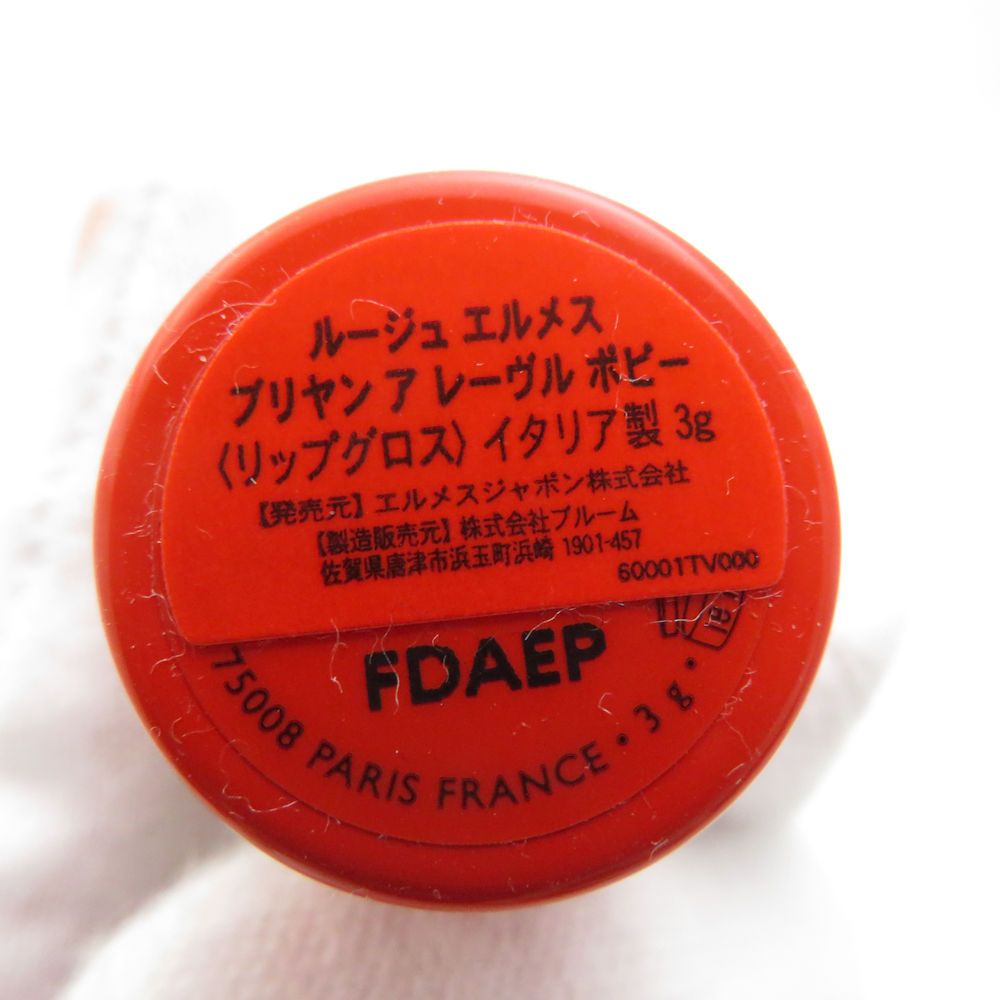 ルージュ エルメス
ブリヤン ア レーヴル ポピー
〈リップグロス〉イタリア製 3g
【発売元】エルメスジャポン株式会社
【製造販売元】株式会社ブルーム
佐賀県唐津市浜玉町浜崎 1901-457
60001TV000
FDAEP
75008 PARIS FRANCE • 3 g •